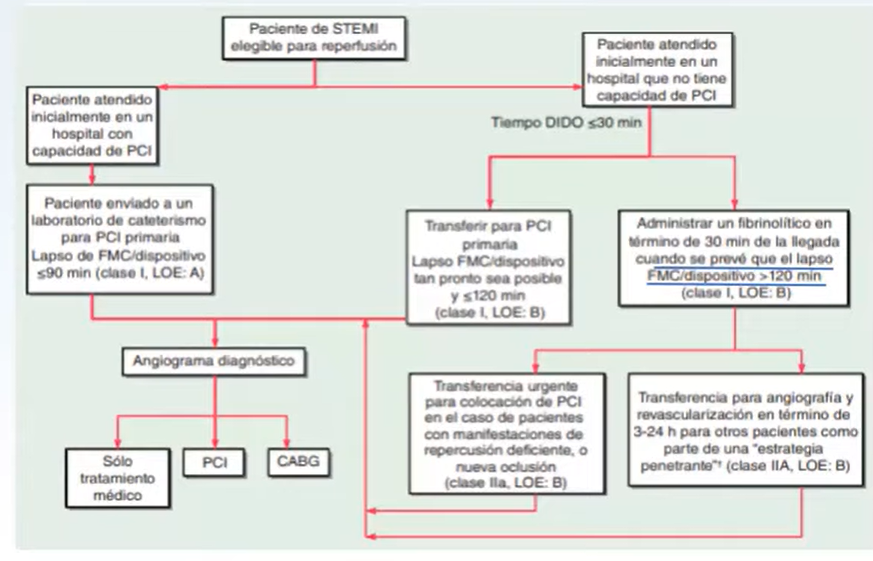 Paciente de STEMI
elegible para reperfusión
Paciente atendido
inicialmente en un
hospital que no tiene
capacidad de PCI
Paciente atendido
inicialmente en un
hospital con
capacidad de PCI
Tiempo DIDO ≤30 min
Paciente enviado a un
laboratorio de cateterismo
para PCI primaria
Lapso de FMC/dispositivo
≤90 min (clase I, LOE: A)
Transferir para PCI
primaria
Lapso FMC/dispositivo
tan pronto sea posible
y ≤120 min
(clase I, LOE: B)
Administrar un fibrinolítico en
término de 30 min de la llegada
cuando se prevé que el lapso
FMC/dispositivo >120 min
(clase I, LOE: B)
Angiograma diagnóstico
Sólo
tratamiento
médico
PCI
CABG
Transferencia urgente
para colocación de PCI
en el caso de pacientes
con manifestaciones de
repercusión deficiente, o
nueva oclusión
(clase IIa, LOE: B)
Transferencia para angiografía y
revascularización en término de
3-24 h para otros pacientes como
parte de una "estrategia
penetrante"† (clase IIA, LOE: B)